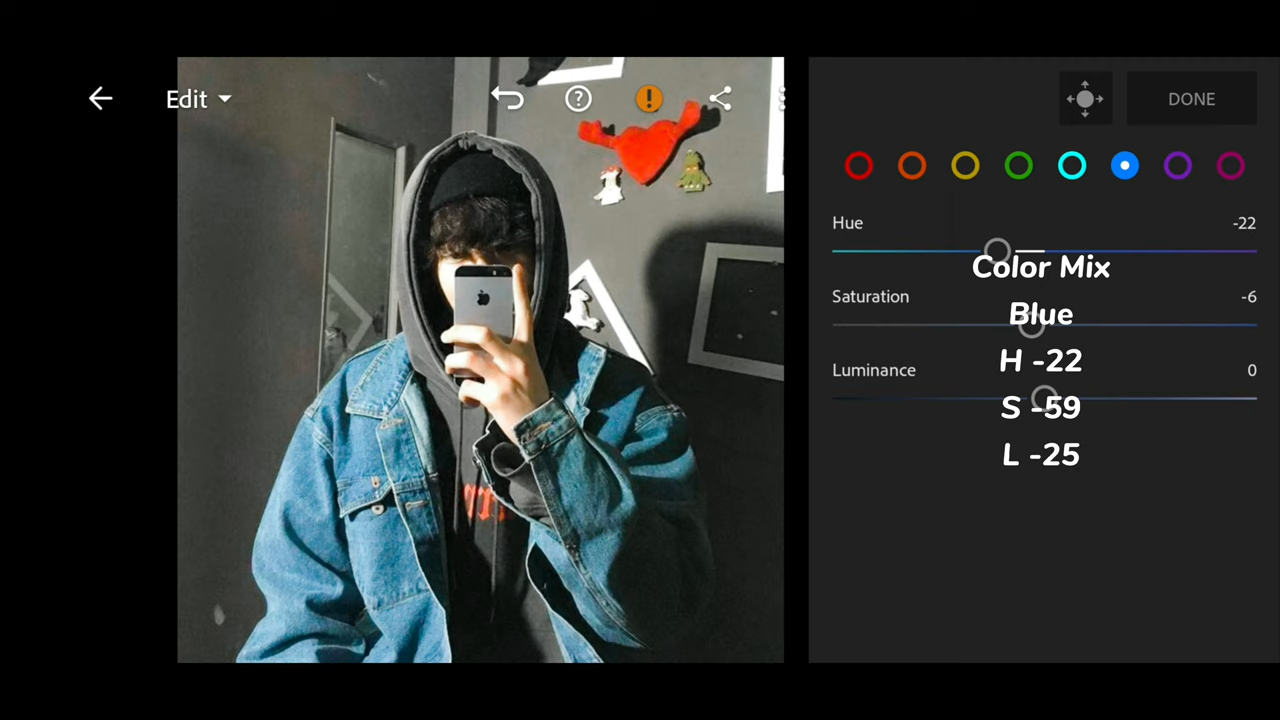 Edit
DONE
Hue -22
Color Mix
Saturation -6
Blue
H -22
Luminance 0
S -59
L -25